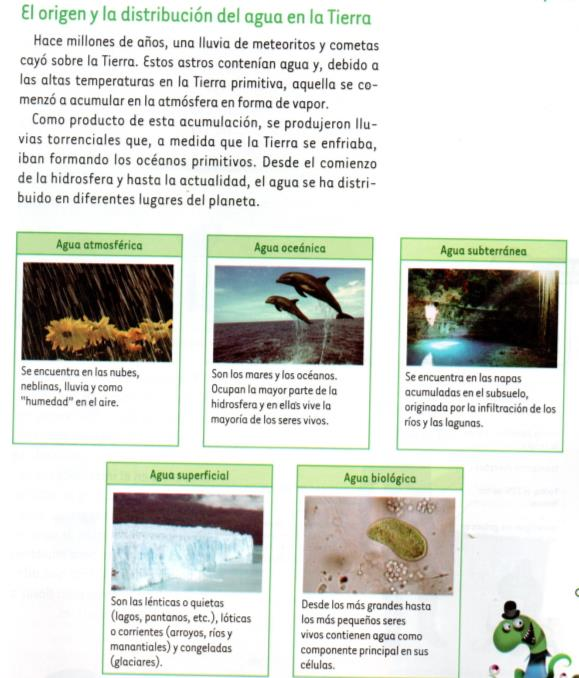 El origen y la distribución del agua en la Tierra
Hace millones de años, una lluvia de meteoritos y cometas
cayó sobre la Tierra. Estos astros contenían agua y, debido a
las altas temperaturas en la Tierra primitiva, aquella se co-
menzó a acumular en la atmósfera en forma de vapor.
Como producto de esta acumulación, se produjeron llu-
vias torrenciales que, a medida que la Tierra se enfriaba,
iban formando los océanos primitivos. Desde el comienzo
de la hidrosfera y hasta la actualidad, el agua se ha distri-
buido en diferentes lugares del planeta.
Agua atmosférica
Se encuentra en las nubes,
neblinas, lluvia y como
"humedad" en el aire.
Agua oceánica
Son los mares y los océanos.
Ocupan la mayor parte de la
hidrosfera y en ellas vive la
mayoría de los seres vivos.
Agua subterránea
Se encuentra en las napas
acumuladas en el subsuelo,
originada por la infiltración de los
ríos y las lagunas.
Agua superficial
Son las lénticas o quietas
(lagos, pantanos, etc.), lóticas
o corrientes (arroyos, ríos y
manantiales) y congeladas
(glaciares).
Agua biológica
Desde los más grandes hasta
los más pequeños seres
vivos contienen agua como
componente principal en sus
células.